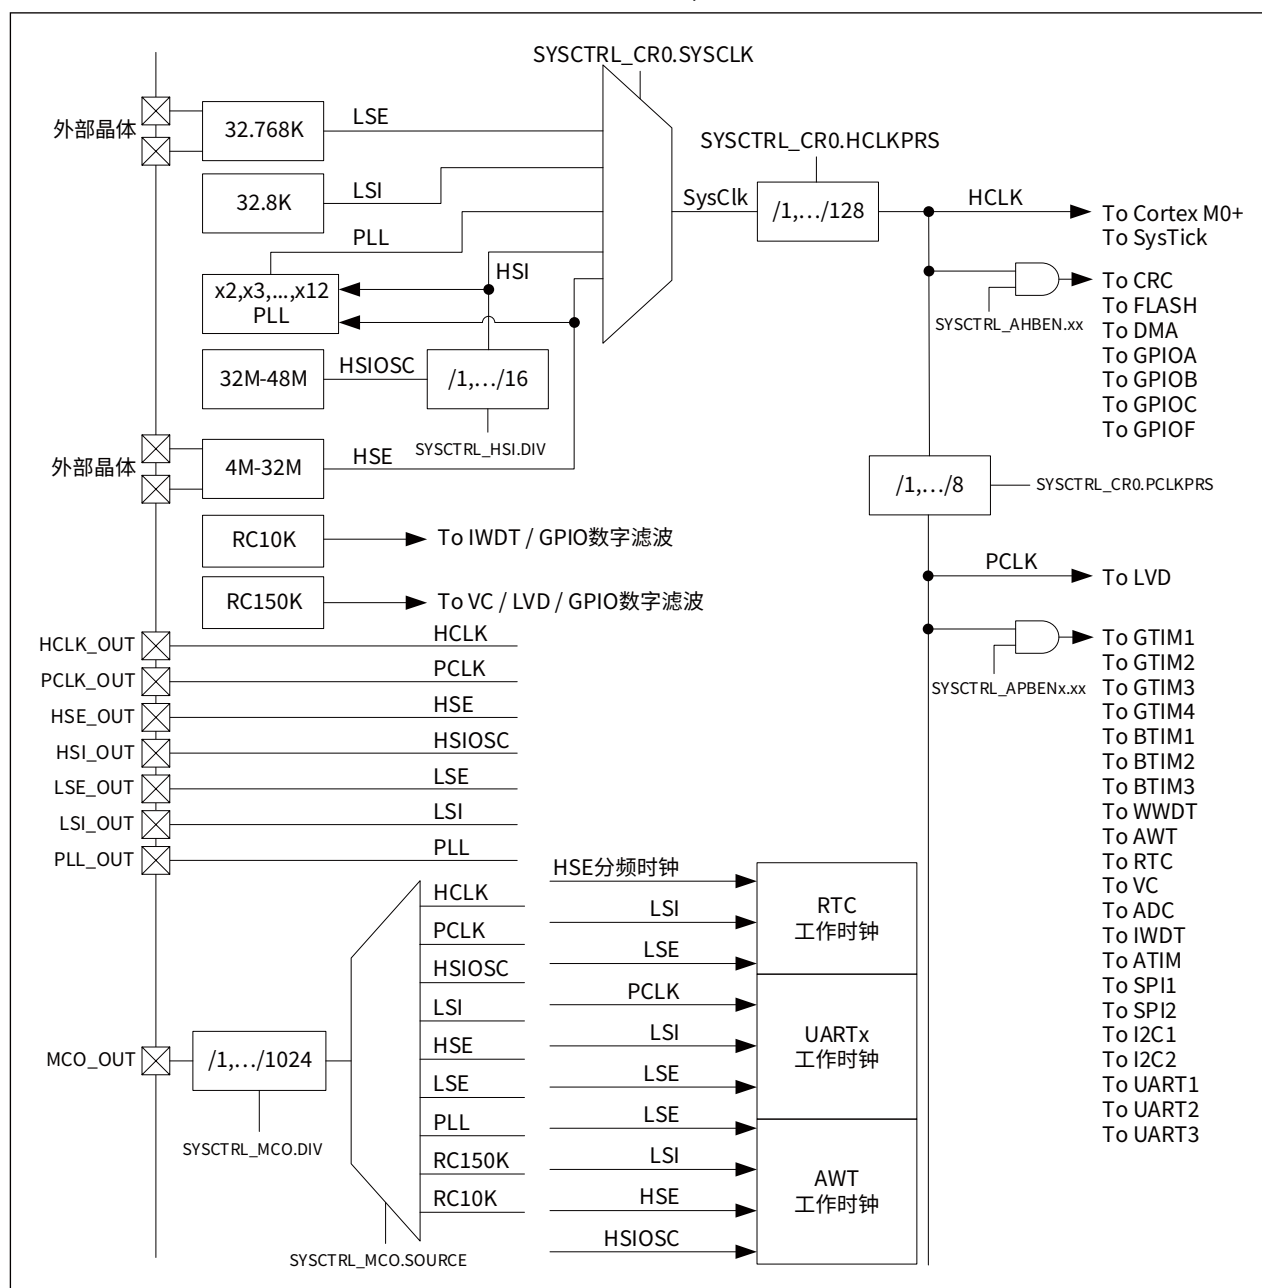 SYSCTRL_CR0.SYSCLK
外部晶体
32.768K
LSE
SYSCTRL_CR0.HCLKPRS
32.8K
LSI
SysClk
/1,.../128
HCLK
To Cortex M0+
To SysTick
PLL
HSI
x2,x3,...,x12
PLL
SYSCTRL_AHBEN.xx
To CRC
To FLASH
To DMA
To GPIOA
To GPIOB
To GPIOC
To GPIOF
32M-48M
HSIOSC
/1,.../16
SYSCTRL_HSI.DIV
外部晶体
4M-32M
HSE
/1,.../8
SYSCTRL_CR0.PCLKPRS
RC10K
To IWDT / GPIO数字滤波
RC150K
To VC / LVD / GPIO数字滤波
PCLK
To LVD
SYSCTRL_APBENx.xx
To GTIM1
To GTIM2
To GTIM3
To GTIM4
To BTIM1
To BTIM2
To BTIM3
To WWDT
To AWT
To RTC
To VC
To ADC
To IWDT
To ATIM
To SPI1
To SPI2
To I2C1
To I2C2
To UART1
To UART2
To UART3
HCLK_OUT
HCLK
PCLK_OUT
PCLK
HSE_OUT
HSE
HSI_OUT
HSIOSC
LSE_OUT
LSE
LSI_OUT
LSI
PLL_OUT
PLL
MCO_OUT
/1,.../1024
SYSCTRL_MCO.DIV
HCLK
PCLK
HSIOSC
LSI
HSE
LSE
PLL
RC150K
RC10K
SYSCTRL_MCO.SOURCE
HSE分频时钟
LSI
LSE
RTC
工作时钟
PCLK
LSI
LSE
UARTx
工作时钟
LSE
LSI
HSE
HSIOSC
AWT
工作时钟